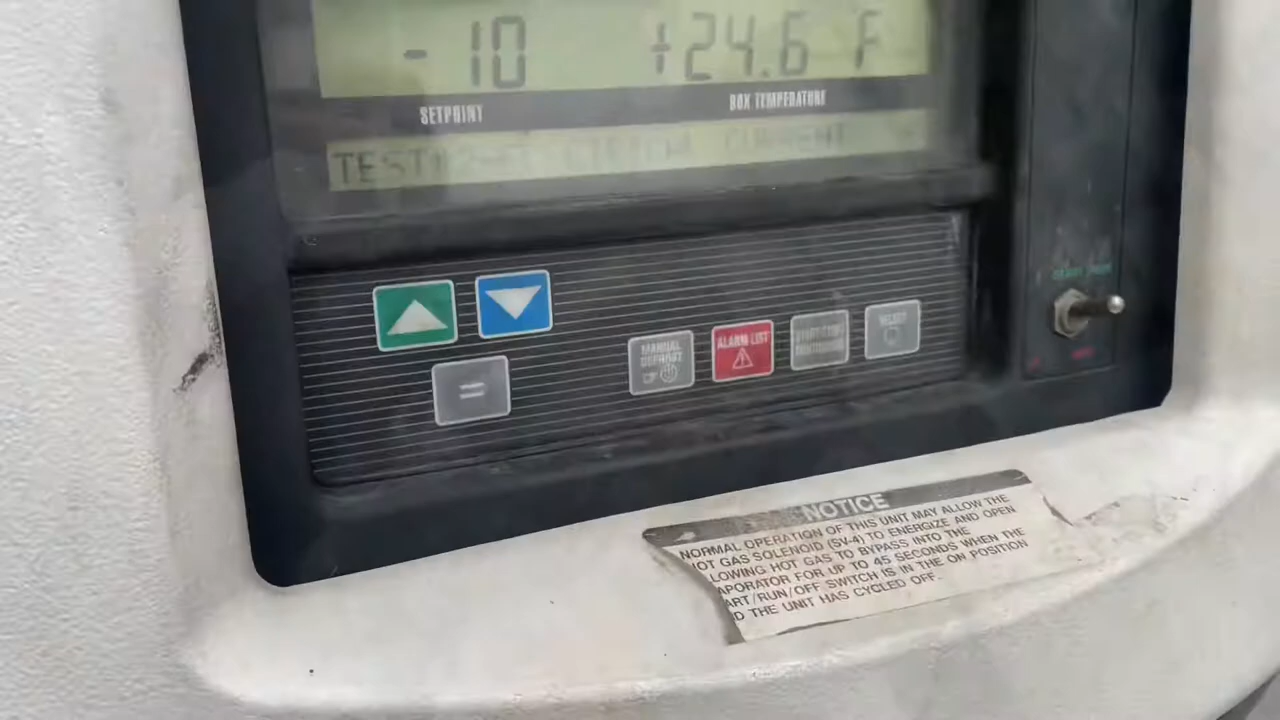 -10 +24.6 F
SETPOINT BOX TEMPERATURE
CURRENT
MANUAL DEFROST
ALARM LIST
SELECT
NOTICE
NORMAL OPERATION OF THIS UNIT MAY ALLOW THE
HOT GAS SOLENOID (SV-4) TO ENERGIZE AND OPEN
LOWING HOT GAS TO BYPASS INTO THE
APORATOR FOR UP TO 45 SECONDS WHEN THE
ART/RUN/OFF SWITCH IS IN THE ON POSITION
D THE UNIT HAS CYCLED OFF.